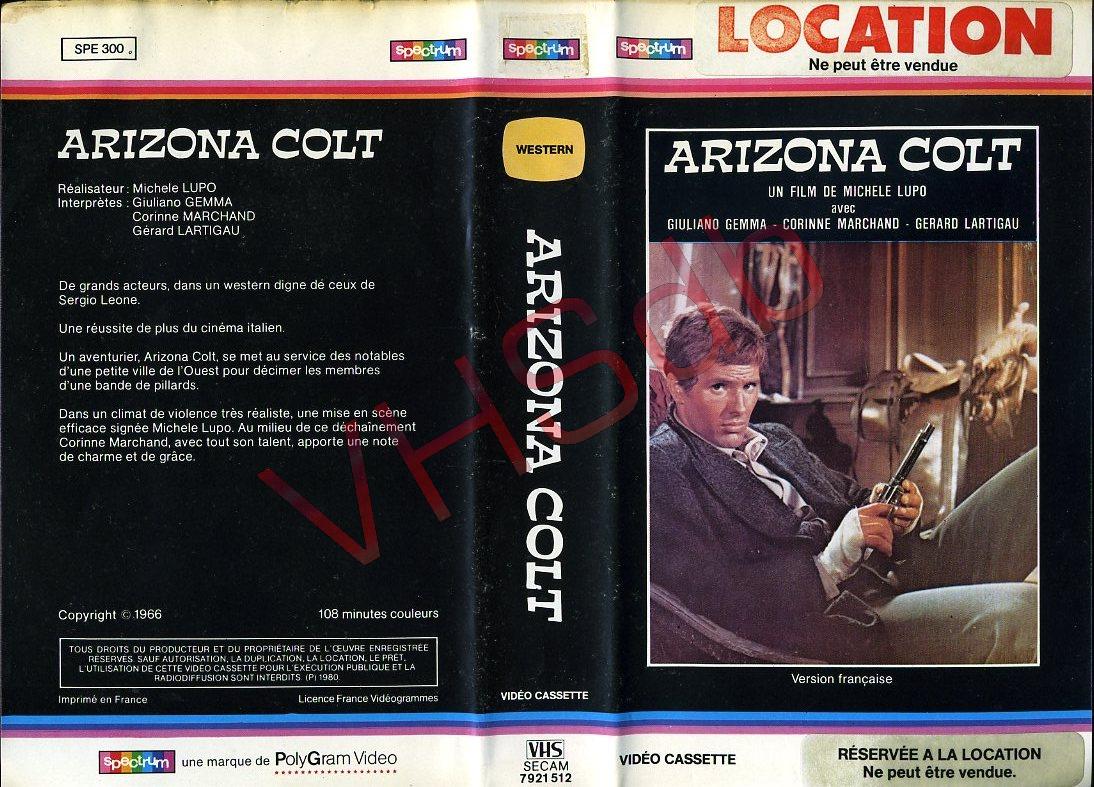 SPE 300.
spectrum
ARIZONA COLT
Réalisateur : Michele LUPO
Interprètes : Giuliano GEMMA
Corinne MARCHAND
Gérard LARTIGAU
De grands acteurs, dans un western digne de ceux de
Sergio Leone.
Une réussite de plus du cinéma italien.
Un aventurier, Arizona Colt, se met au service des notables
d'une petite ville de l'Ouest pour décimer les membres
d'une bande de pillards.
Dans un climat de violence très réaliste, une mise en scène
efficace signée Michele Lupo. Au milieu de ce déchaînement
Corinne Marchand, avec tout son talent, apporte une note
de charme et de grâce.
Copyright © 1966
108 minutes couleurs
TOUS DROITS DU PRODUCTEUR ET DU PROPRIÉTAIRE DE L'ŒUVRE ENREGISTRÉE
RESERVES. SAUF AUTORISATION, LA DUPLICATION, LA LOCATION, LE PRÊT,
L'UTILISATION DE CETTE VIDEO CASSETTE POUR L'EXECUTION PUBLIQUE ET LA
RADIODIFFUSION SONT INTERDITS. (P) 1980.
Imprimé en France
Licence France Vidéogrammes
spectrum une marque de PolyGram Video
spectrum
WESTERN
ARIZONA COLT
VIDÉO CASSETTE
VHS
SECAM
7921 512
spectrum
LOCATION
Ne peut être vendue
ARIZONA COLT
UN FILM DE MICHELE LUPO
avec
GIULIANO GEMMA - CORINNE MARCHAND - GERARD LARTIGAU
Version française
VIDÉO CASSETTE
RÉSERVÉE A LA LOCATION
Ne peut être vendue.
VHSdb